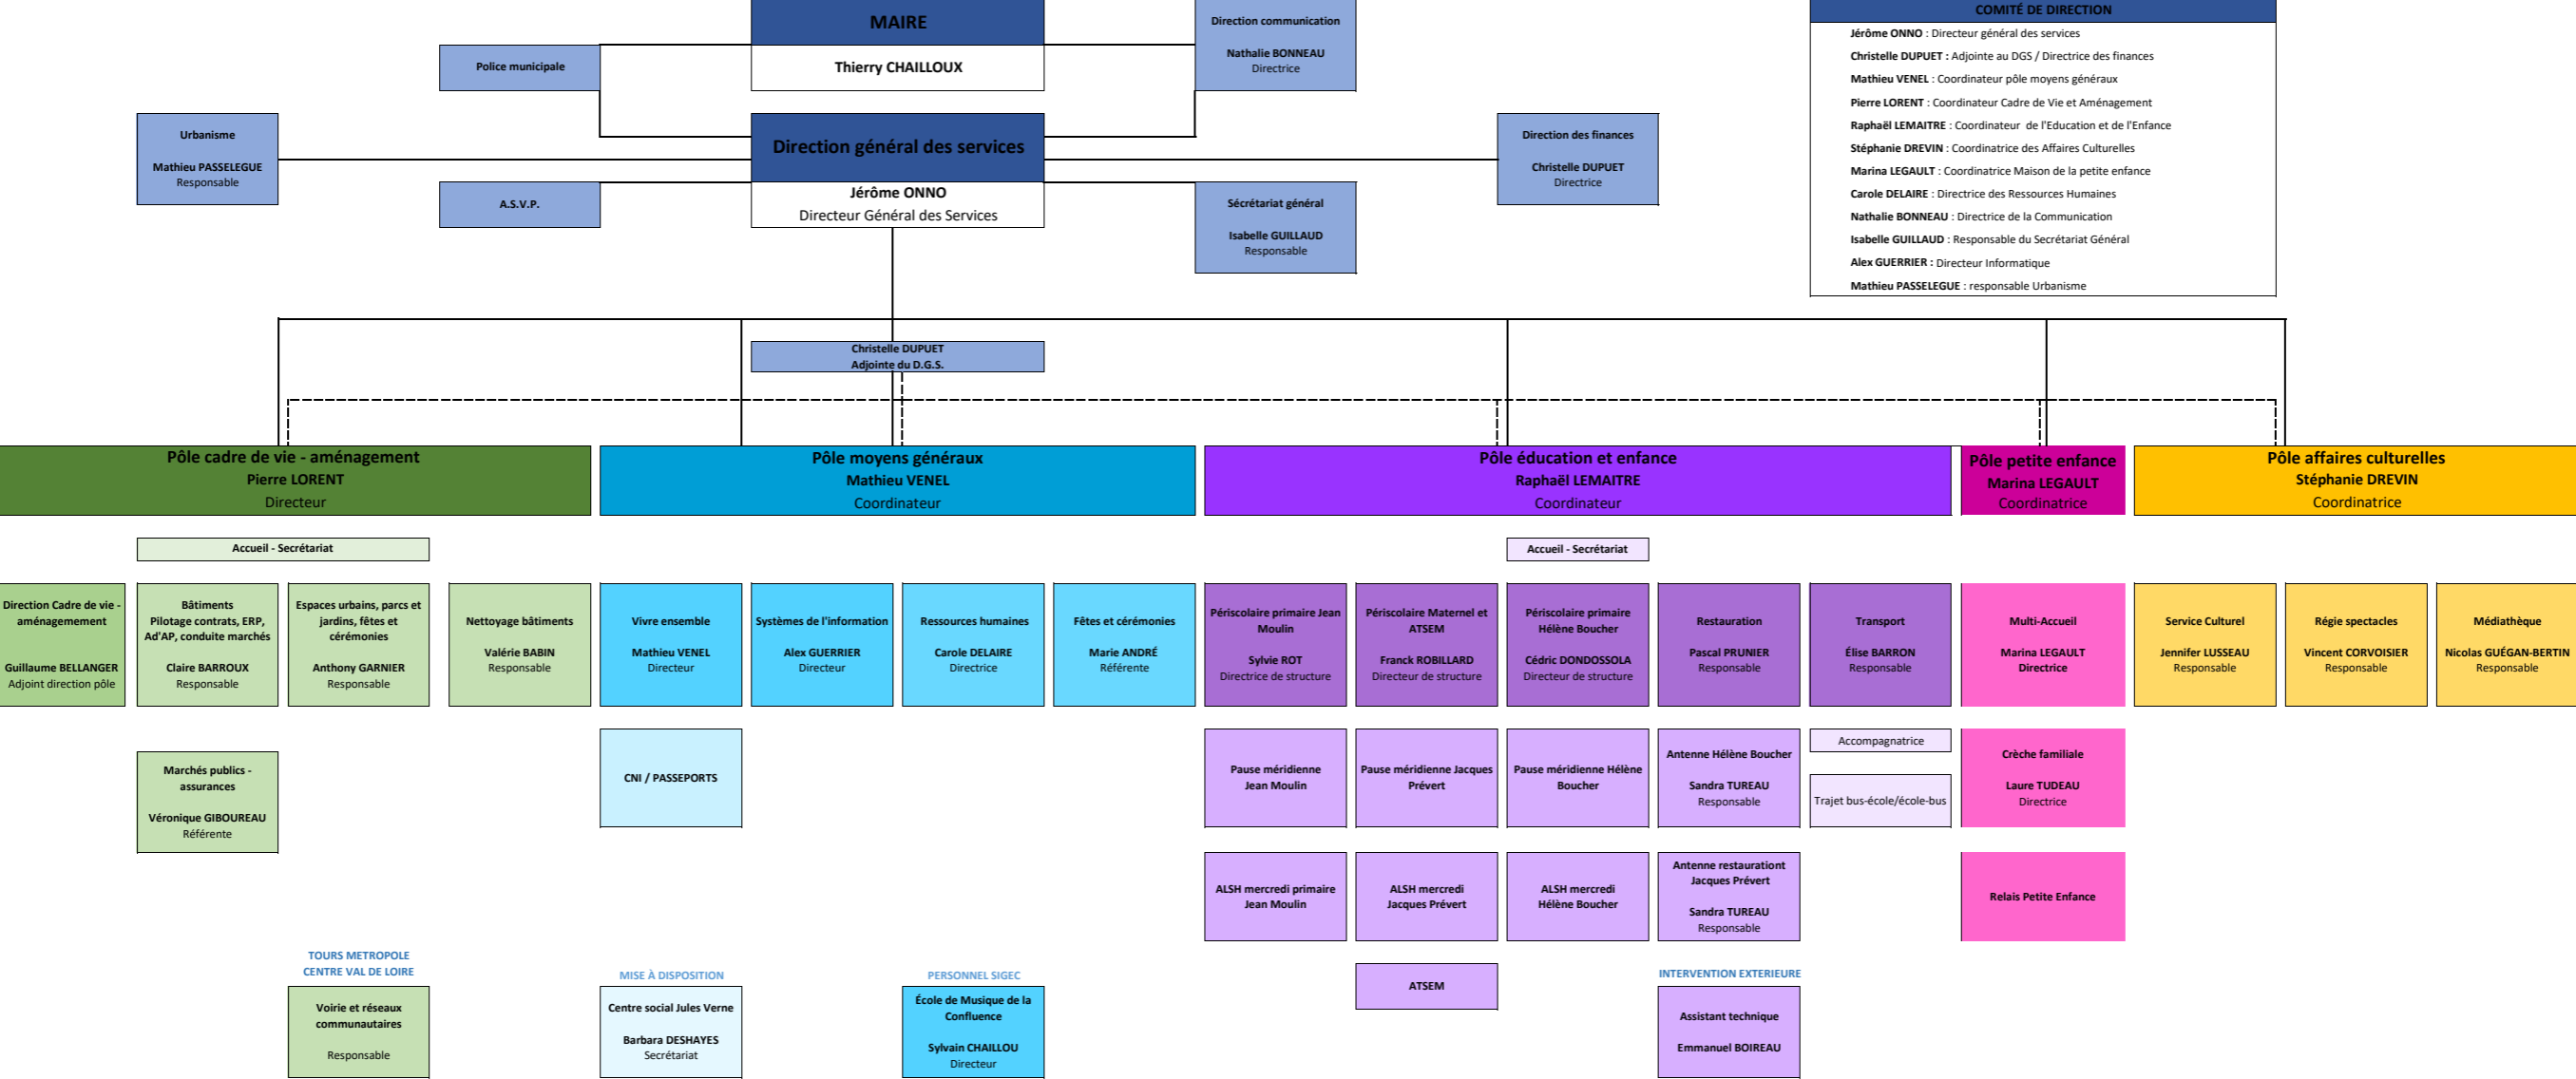 MAIRE
Thierry CHAILLOUX
Police municipale
Direction communication
Nathalie BONNEAU
Directrice
COMITÉ DE DIRECTION
Jérôme ONNO : Directeur général des services
Christelle DUPUET : Adjointe au DGS / Directrice des finances
Mathieu VENEL : Coordinateur pôle moyens généraux
Pierre LORENT : Coordinateur Cadre de Vie et Aménagement
Raphaël LEMAITRE : Coordinateur de l'Education et de l'Enfance
Stéphanie DREVIN : Coordinatrice des Affaires Culturelles
Marina LEGAULT : Coordinatrice Maison de la petite enfance
Carole DELAIRE : Directrice des Ressources Humaines
Nathalie BONNEAU : Directrice de la Communication
Isabelle GUILLAUD : Responsable du Secrétariat Général
Alex GUERRIER : Directeur Informatique
Mathieu PASSELEGUE : responsable Urbanisme
Urbanisme
Mathieu PASSELEGUE
Responsable
Direction général des services
Jérôme ONNO
Directeur Général des Services
Direction des finances
Christelle DUPUET
Directrice
A.S.V.P.
Sécrétariat général
Isabelle GUILLAUD
Responsable
Christelle DUPUET
Adjointe du D.G.S.
Pôle cadre de vie - aménagement
Pierre LORENT
Directeur
Pôle moyens généraux
Mathieu VENEL
Coordinateur
Pôle éducation et enfance
Raphaël LEMAITRE
Coordinateur
Pôle petite enfance
Marina LEGAULT
Coordinatrice
Pôle affaires culturelles
Stéphanie DREVIN
Coordinatrice
Accueil - Secrétariat
Accueil - Secrétariat
Direction Cadre de vie -
aménagemement
Guillaume BELLANGER
Adjoint direction pôle
Bâtiments
Pilotage contrats, ERP,
Ad'AP, conduite marchés
Claire BARROUX
Responsable
Espaces urbains, parcs et
jardins, fêtes et
cérémonies
Anthony GARNIER
Responsable
Nettoyage bâtiments
Valérie BABIN
Responsable
Vivre ensemble
Mathieu VENEL
Directeur
Systèmes de l'information
Alex GUERRIER
Directeur
Ressources humaines
Carole DELAIRE
Directrice
Fêtes et cérémonies
Marie ANDRÉ
Référente
Périscolaire primaire Jean
Moulin
Sylvie ROT
Directrice de structure
Périscolaire Maternel et
ATSEM
Franck ROBILLARD
Directeur de structure
Périscolaire primaire
Hélène Boucher
Cédric DONDOSSOLA
Directeur de structure
Restauration
Pascal PRUNIER
Responsable
Transport
Élise BARRON
Responsable
Multi-Accueil
Marina LEGAULT
Directrice
Service Culturel
Jennifer LUSSEAU
Responsable
Régie spectacles
Vincent CORVOISIER
Responsable
Médiathèque
Nicolas GUÉGAN-BERTIN
Responsable
Marchés publics -
assurances
Véronique GIBOUREAU
Référente
CNI / PASSEPORTS
Pause méridienne
Jean Moulin
Pause méridienne Jacques
Prévert
Pause méridienne Hélène
Boucher
Antenne Hélène Boucher
Sandra TUREAU
Responsable
Accompagnatrice
Trajet bus-école/école-bus
Crèche familiale
Laure TUDEAU
Directrice
ALSH mercredi primaire
Jean Moulin
ALSH mercredi
Jacques Prévert
ALSH mercredi
Hélène Boucher
Antenne restaurationt
Jacques Prévert
Sandra TUREAU
Responsable
Relais Petite Enfance
TOURS METROPOLE
CENTRE VAL DE LOIRE
Voirie et réseaux
communautaires
Responsable
MISE À DISPOSITION
Centre social Jules Verne
Barbara DESHAYES
Secrétariat
PERSONNEL SIGEC
École de Musique de la
Confluence
Sylvain CHAILLOU
Directeur
ATSEM
INTERVENTION EXTERIEURE
Assistant technique
Emmanuel BOIREAU